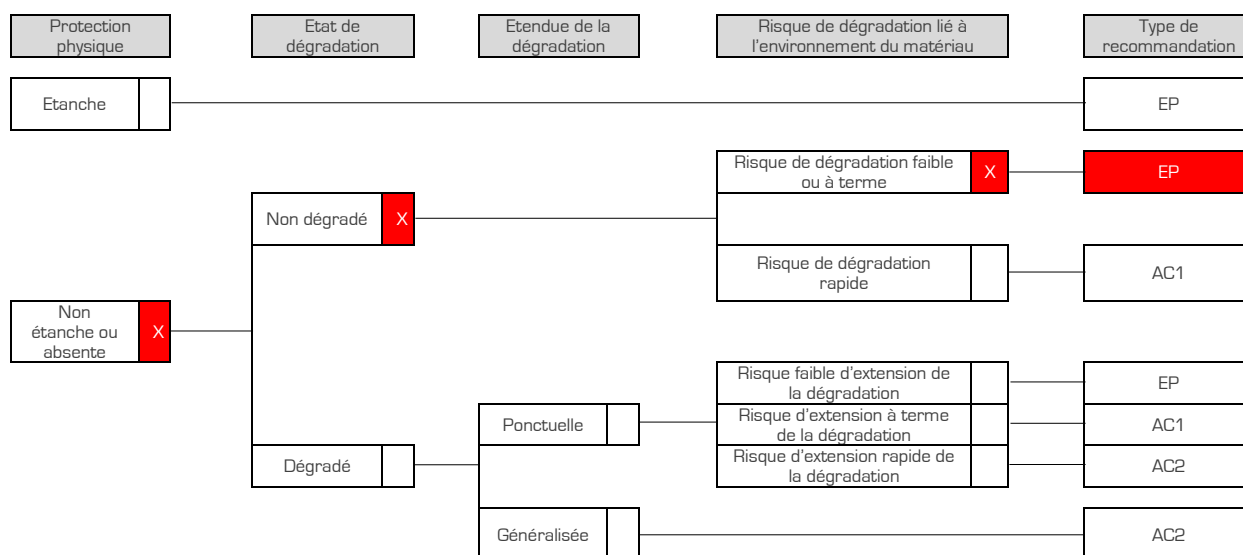 Protection
physique
Etat de
dégradation
Etendue de la
dégradation
Risque de dégradation lié à
l'environnement du matériau
Type de
recommandation
Etanche
EP
Risque de dégradation faible
ou à terme
X
EP
Non dégradé
X
Risque de dégradation
rapide
AC1
Non
étanche ou
absente
X
Risque faible d'extension de
la dégradation
EP
Ponctuelle
Risque d'extension à terme
de la dégradation
AC1
Dégradé
Risque d'extension rapide de
la dégradation
AC2
Généralisée
AC2